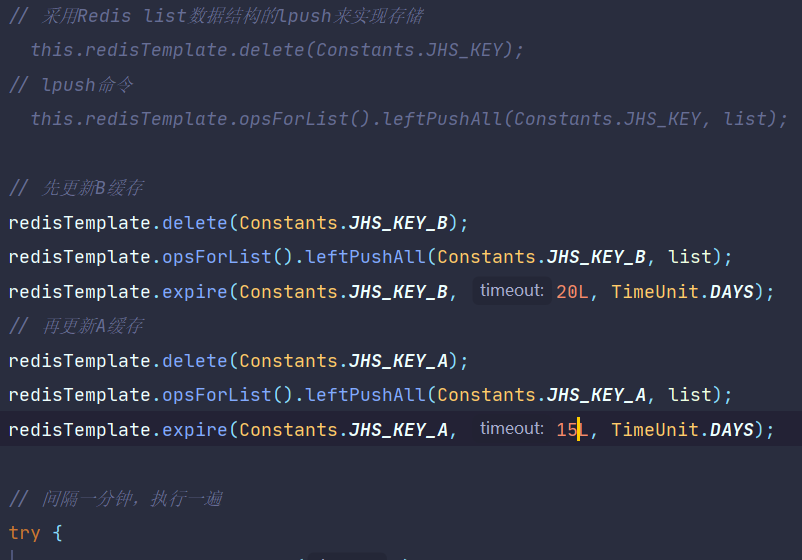 // 采用Redis list数据结构的lpush来实现存储
this.redisTemplate.delete(Constants.JHS_KEY);
// lpush命令
this.redisTemplate.opsForList().leftPushAll(Constants.JHS_KEY, list);
// 先更新B缓存
redisTemplate.delete(Constants.JHS_KEY_B);
redisTemplate.opsForList().leftPushAll(Constants.JHS_KEY_B, list);
redisTemplate.expire(Constants.JHS_KEY_B, timeout: 20L, TimeUnit.DAYS);
// 再更新A缓存
redisTemplate.delete(Constants.JHS_KEY_A);
redisTemplate.opsForList().leftPushAll(Constants.JHS_KEY_A, list);
redisTemplate.expire(Constants.JHS_KEY_A, timeout: 15L, TimeUnit.DAYS);
// 间隔一分钟，执行一遍
try {